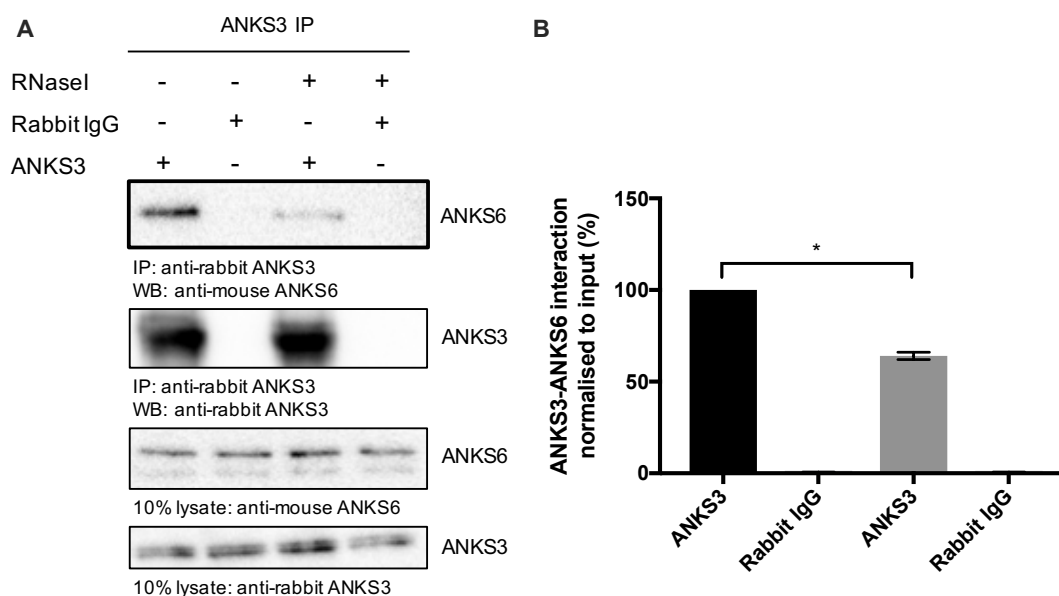 A
ANKS3 IP
RNaseI - - + +
Rabbit IgG - + - +
ANKS3 + - + -
ANKS6
IP: anti-rabbit ANKS3
WB: anti-mouse ANKS6
ANKS3
IP: anti-rabbit ANKS3
WB: anti-rabbit ANKS3
ANKS6
10% lysate: anti-mouse ANKS6
ANKS3
10% lysate: anti-rabbit ANKS3
B
ANKS3-ANKS6 interaction
normalised to input (%)
150
100
50
0
*
ANKS3
Rabbit IgG
ANKS3
Rabbit IgG